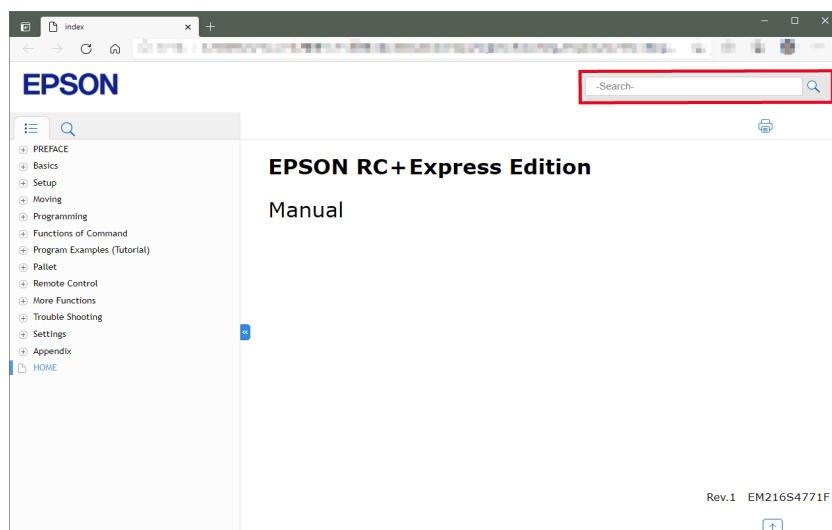 index
EPSON
-Search-
PREFACE
Basics
Setup
Moving
Programming
Functions of Command
Program Examples (Tutorial)
Pallet
Remote Control
More Functions
Trouble Shooting
Settings
Appendix
HOME
EPSON RC+Express Edition
Manual
Rev.1 EM216S4771F